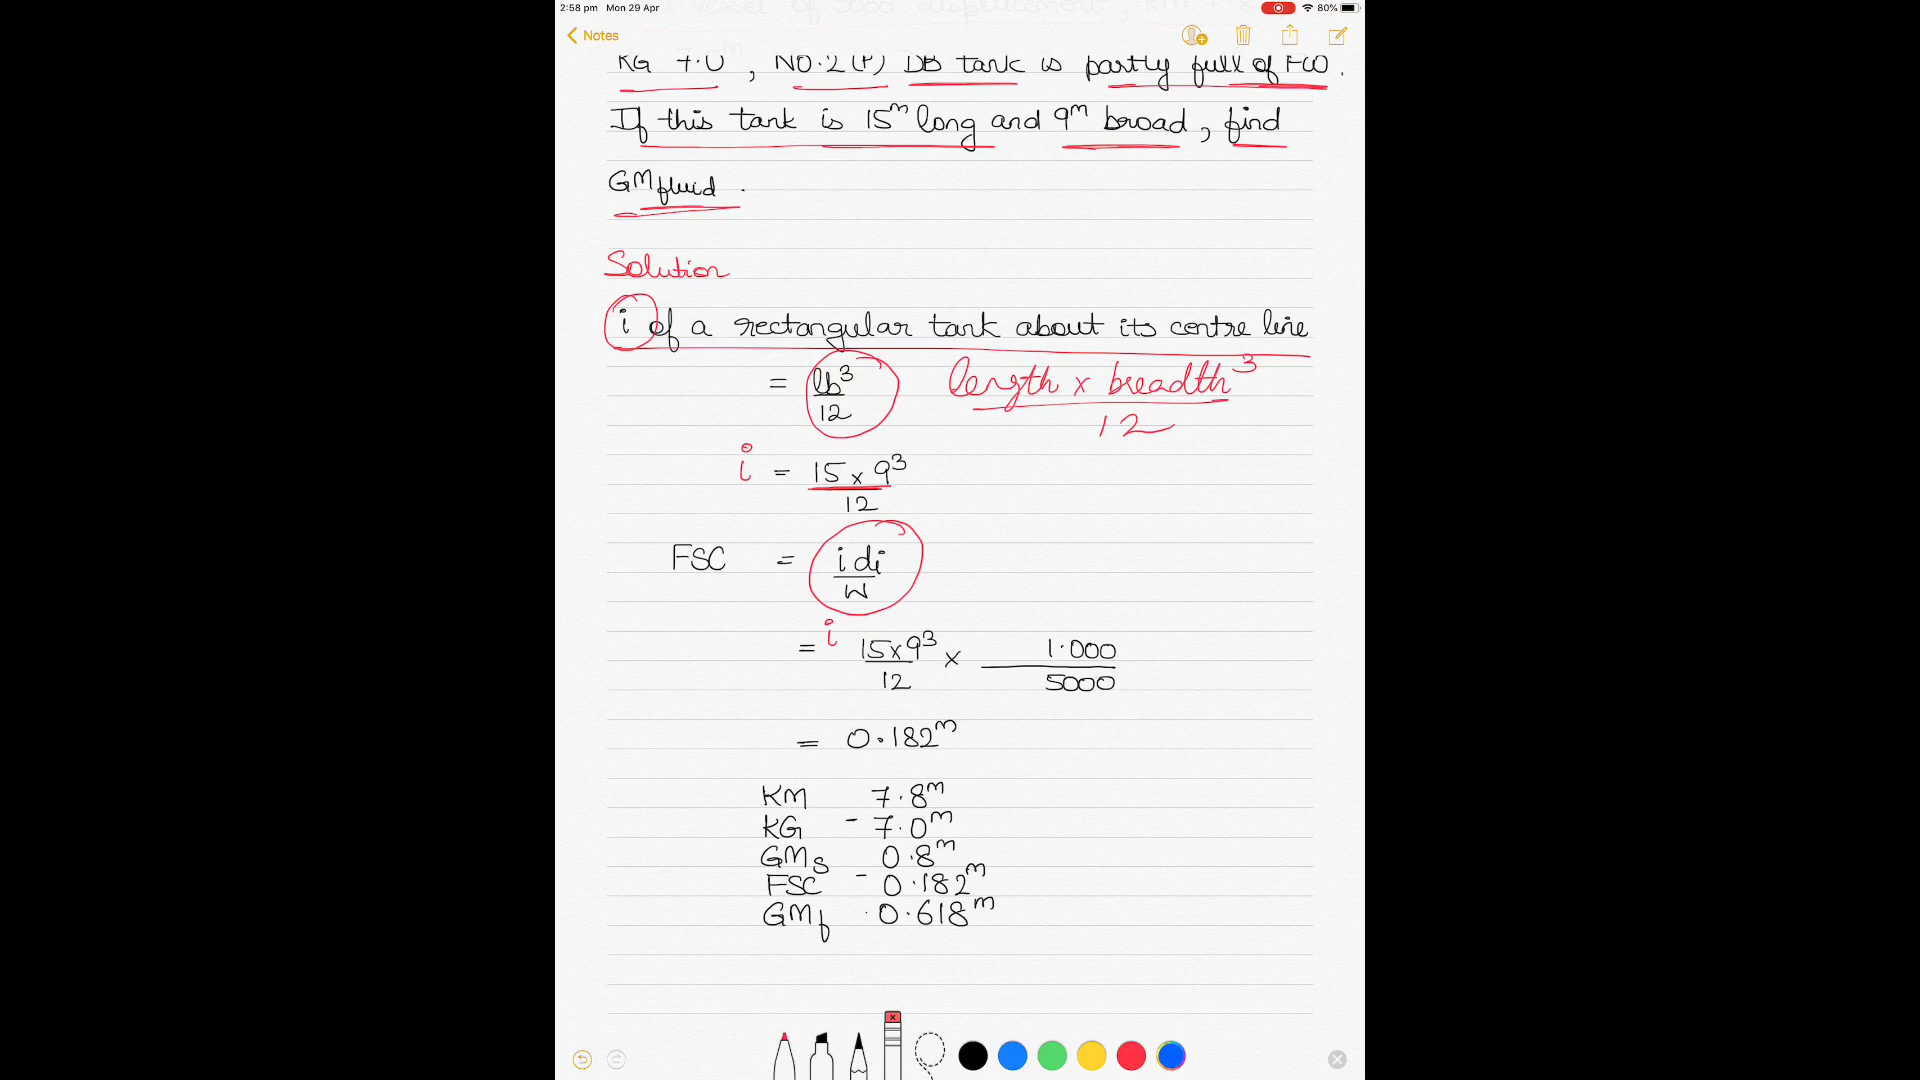 2:58 pm Mon 29 Apr 80%
Notes
KG 7.0, NO.2(P) DB tank is partly full of FW.
If this tank is 15m long and 9m broad, find
GM fluid.
Solution
i of a rectangular tank about its centre line
= lb³/12 length x breadth³/12
i = 15 x 9³/12
FSC = i di/W
= i 15x9³/12 x 1.000/5000
= 0.182m
KM 7.8m
KG - 7.0m
GMs 0.8m
FSC - 0.182m
GMf 0.618m